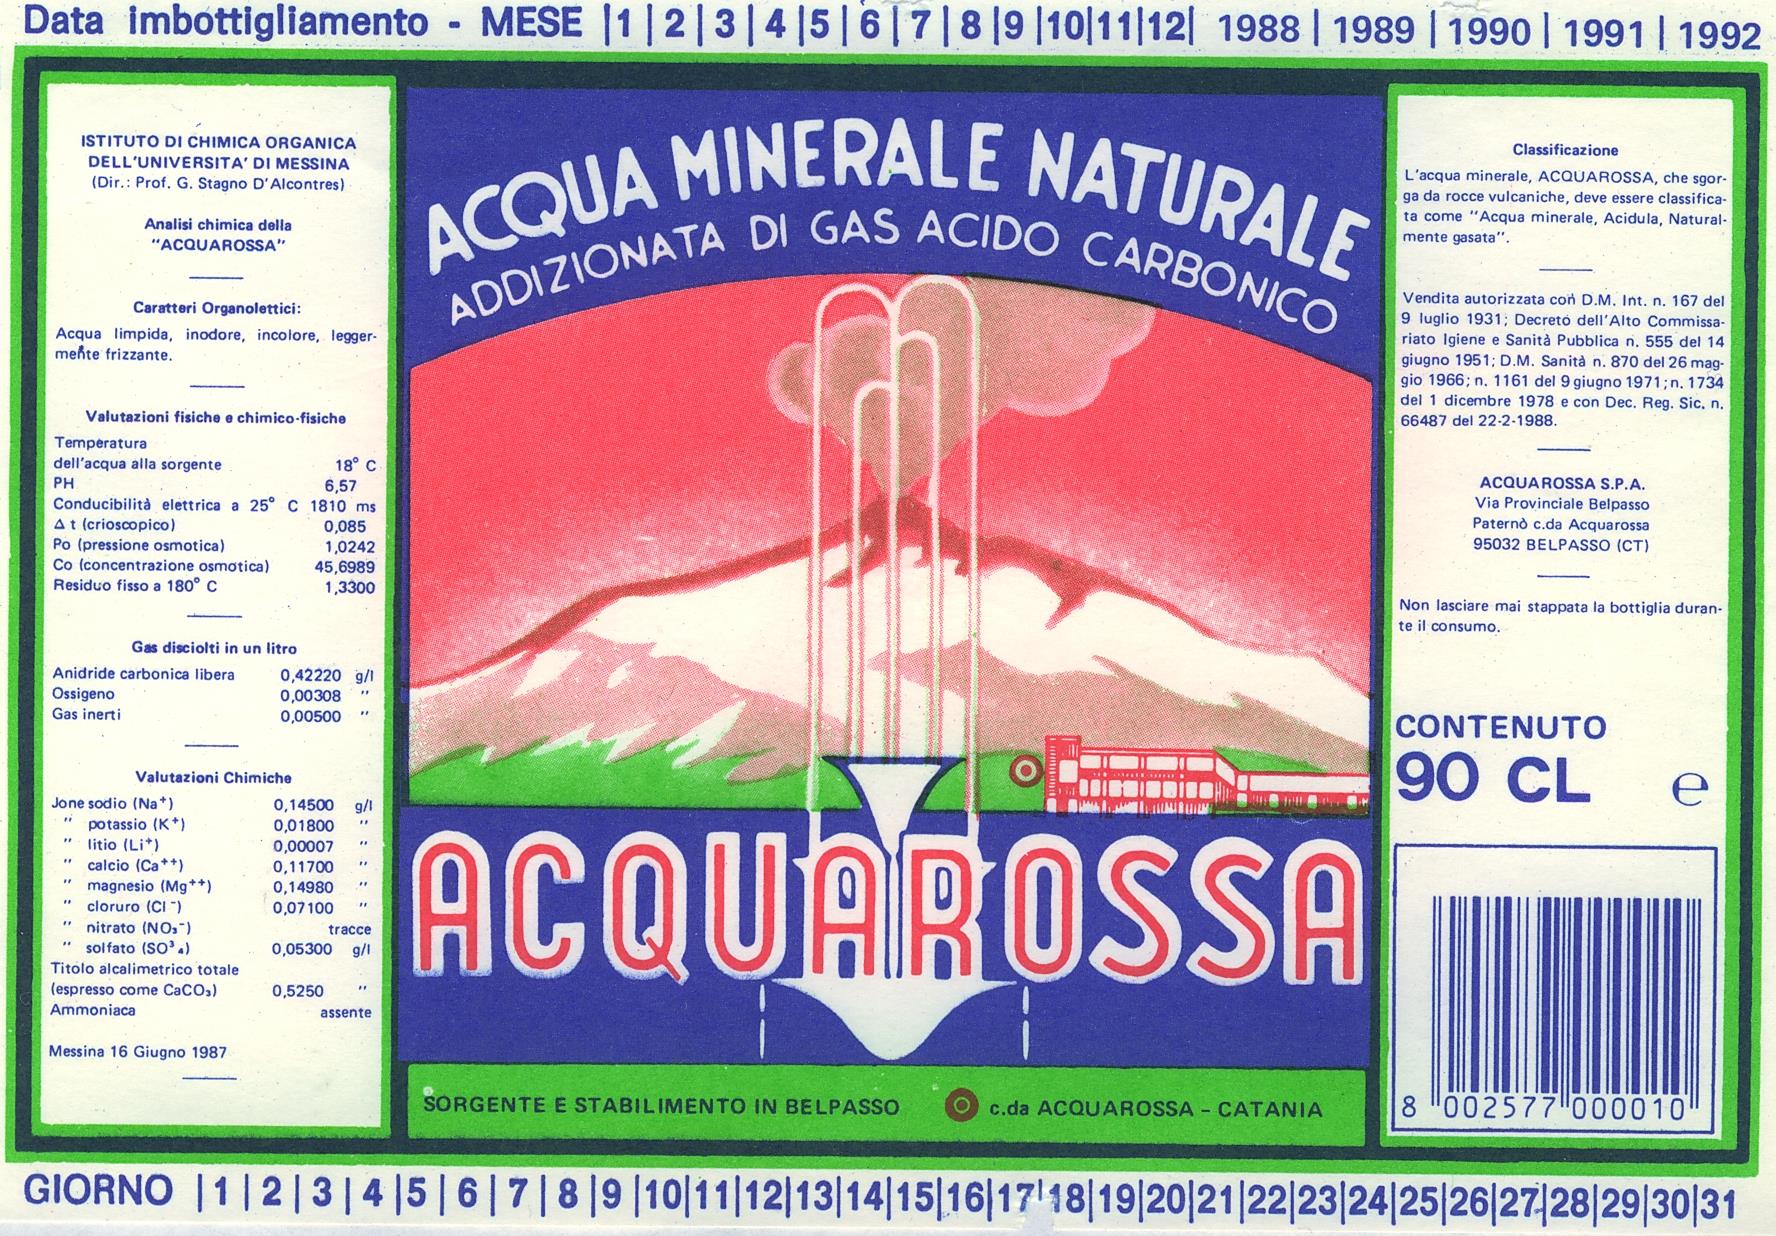 Data imbottigliamento - MESE |1|2|3|4|5|6|7|8|9|10|11|12| 1988|1989|1990|1991|1992
ISTITUTO DI CHIMICA ORGANICA
DELL'UNIVERSITA' DI MESSINA
(Dir.: Prof. G. Stagno D'Alcontres)
Analisi chimica della
"ACQUAROSSA"
Caratteri Organolettici:
Acqua limpida, inodore, incolore, legger-
mente frizzante.
Valutazioni fisiche e chimico-fisiche
Temperatura
dell'acqua alla sorgente 18° C
PH 6,57
Conducibilità elettrica a 25° C 1810 ms
Δ t (crioscopico) 0,085
Po (pressione osmotica) 1,0242
Co (concentrazione osmotica) 45,6989
Residuo fisso a 180° C 1,3300
Gas disciolti in un litro
Anidride carbonica libera 0,42220 g/l
Ossigeno 0,00308 "
Gas inerti 0,00500 "
Valutazioni Chimiche
Jone sodio (Na⁺) 0,14500 g/l
" potassio (K⁺) 0,01800 "
" litio (Li⁺) 0,00007 "
" calcio (Ca⁺⁺) 0,11700 "
" magnesio (Mg⁺⁺) 0,14980 "
" cloruro (Cl⁻) 0,07100 "
" nitrato (NO₃⁻) tracce
" solfato (SO³₄) 0,05300 g/l
Titolo alcalimetrico totale
(espresso come CaCO₃) 0,5250 "
Ammoniaca assente
Messina 16 Giugno 1987
ACQUA MINERALE NATURALE
ADDIZIONATA DI GAS ACIDO CARBONICO
ACQUAROSSA
SORGENTE E STABILIMENTO IN BELPASSO c.da ACQUAROSSA - CATANIA
Classificazione
L'acqua minerale, ACQUAROSSA, che sgor-
ga da rocce vulcaniche, deve essere classifica-
ta come "Acqua minerale, Acidula, Natural-
mente gasata".
Vendita autorizzata con D.M. Int. n. 167 del
9 luglio 1931; Decreto dell'Alto Commissa-
riato Igiene e Sanità Pubblica n. 555 del 14
giugno 1951; D.M. Sanità n. 870 del 26 mag-
gio 1966; n. 1161 del 9 giugno 1971; n. 1734
del 1 dicembre 1978 e con Dec. Reg. Sic. n.
66487 del 22-2-1988.
ACQUAROSSA S.P.A.
Via Provinciale Belpasso
Paternò c.da Acquarossa
95032 BELPASSO (CT)
Non lasciare mai stappata la bottiglia duran-
te il consumo.
CONTENUTO
90 CL ℮
8 002577 000010
GIORNO |1|2|3|4|5|6|7|8|9|10|11|12|13|14|15|16|17|18|19|20|21|22|23|24|25|26|27|28|29|30|31